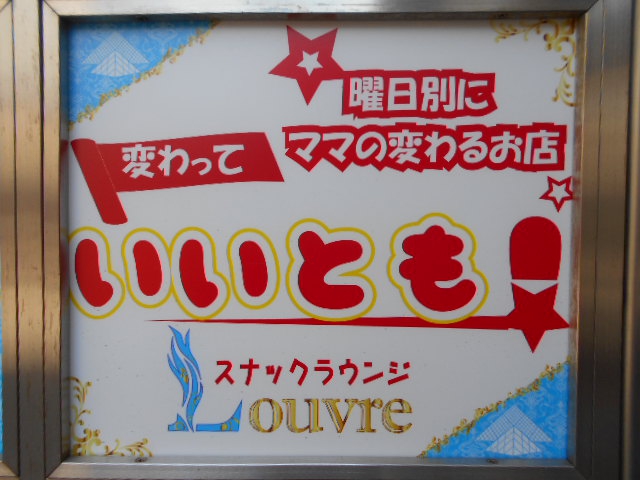 曜日別に
ママの変わるお店
変わって
いいとも!
スナックラウンジ
Louvre